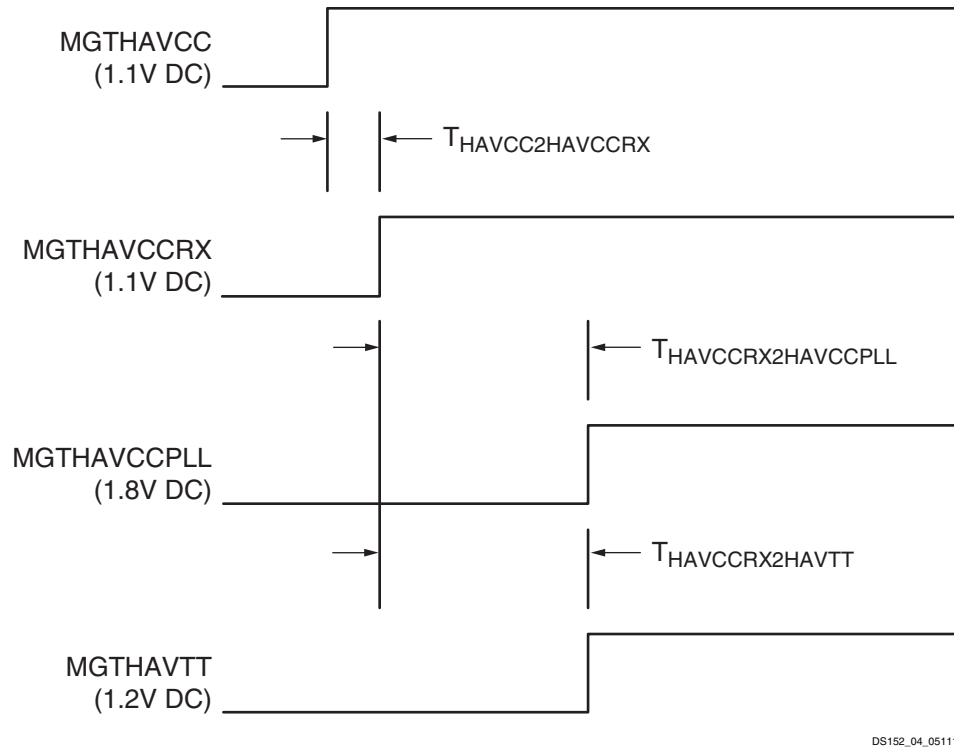 MGTHAVCC
(1.1V DC)
THAVCC2HAVCCRX
MGTHAVCCRX
(1.1V DC)
THAVCCRX2HAVCCPLL
MGTHAVCCPLL
(1.8V DC)
THAVCCRX2HAVTT
MGTHAVTT
(1.2V DC)